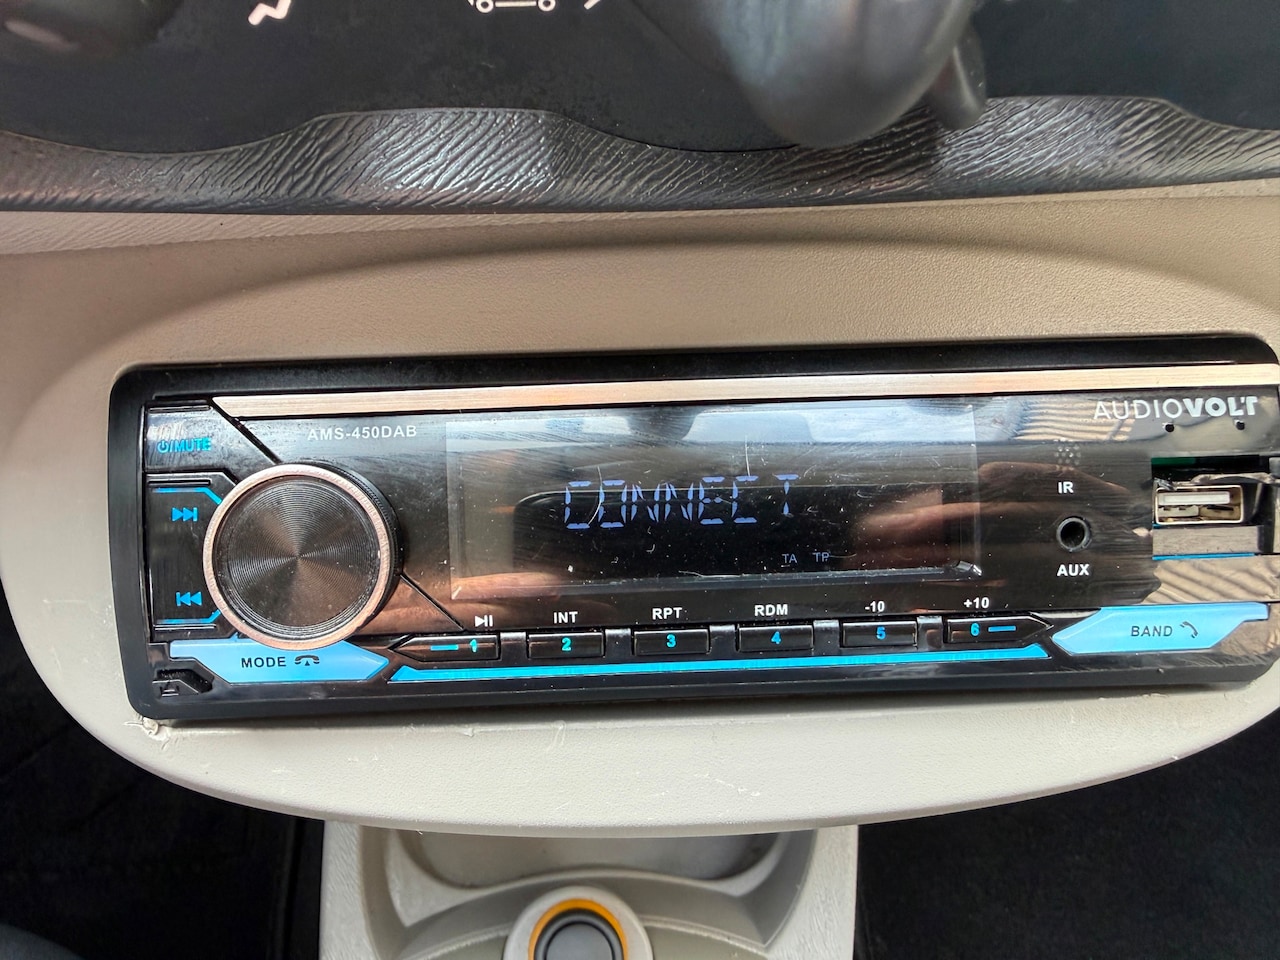 AUDIOVOLT
AMS-450DAB
MUTE
CONNECT
IR
TA TP
AUX
INT RPT RDM -10 +10
1 2 3 4 5 6
BAND
MODE